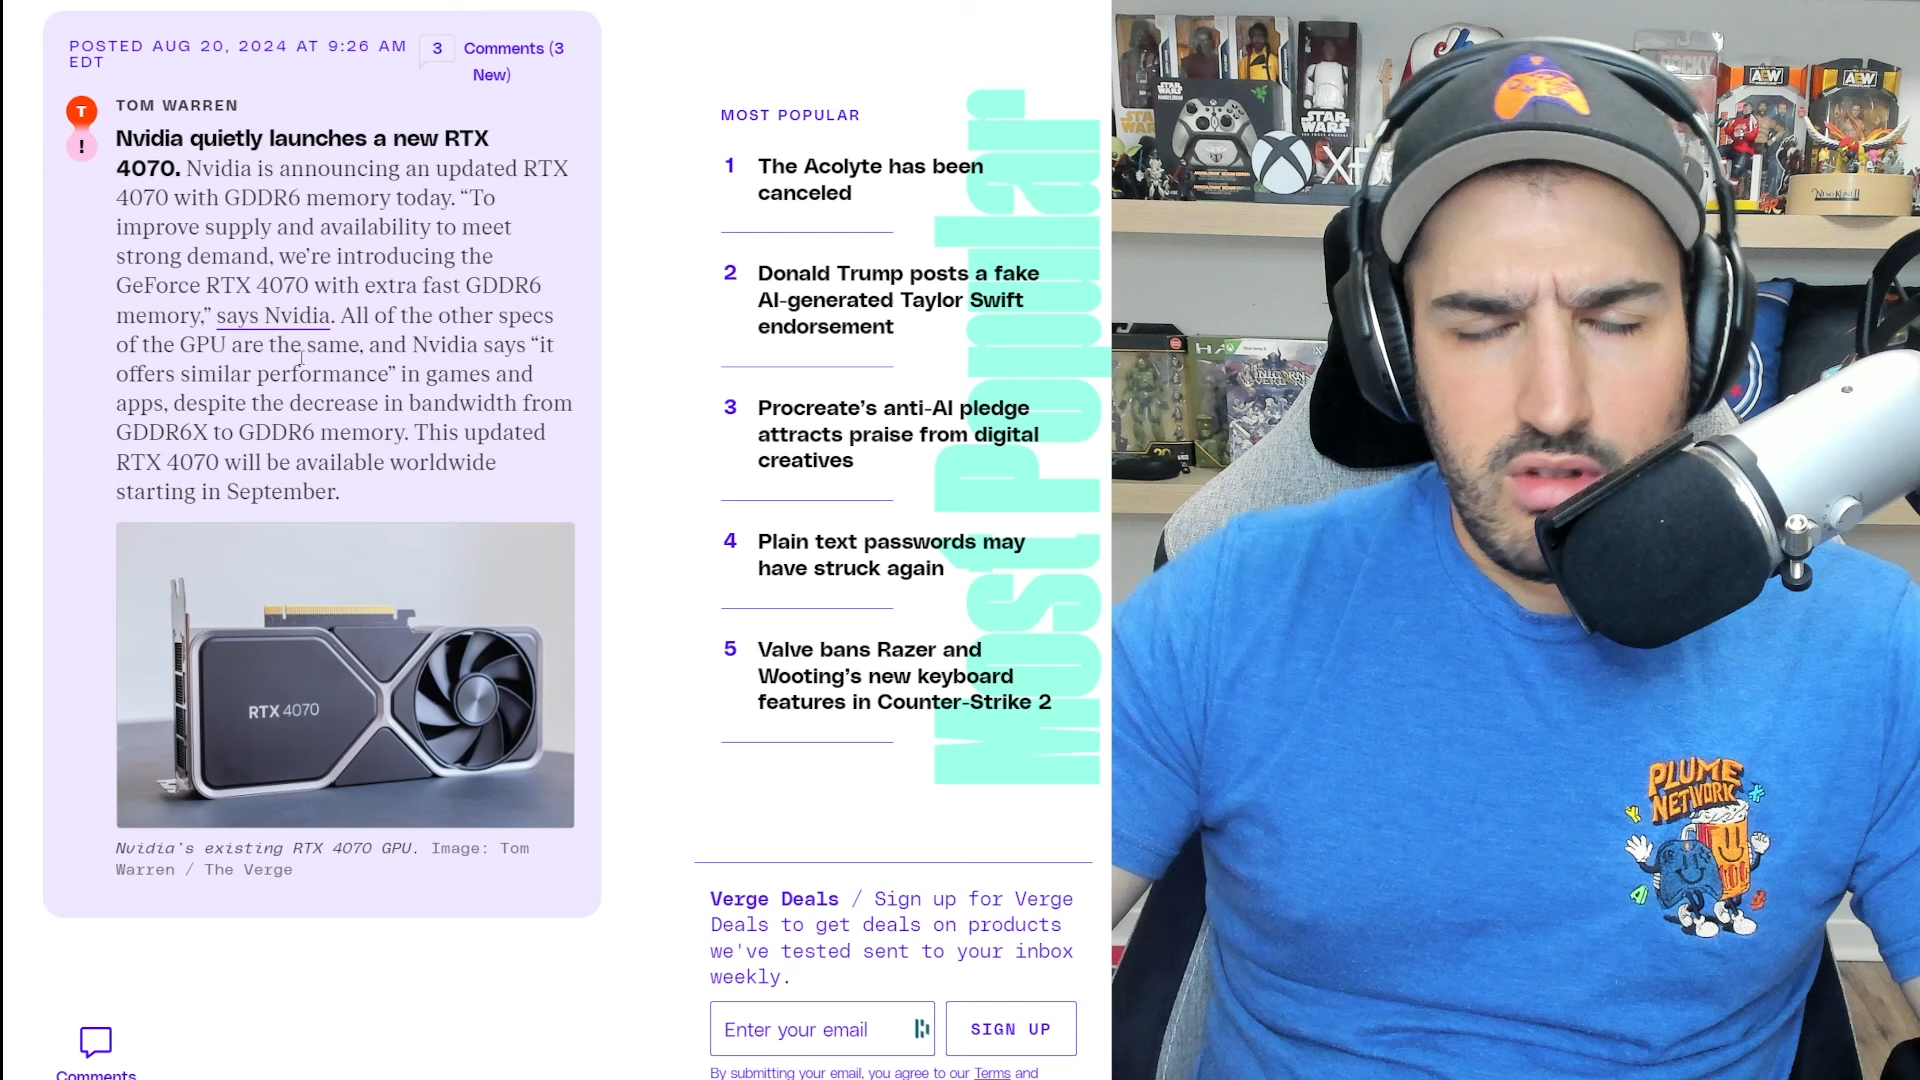 POSTED AUG 20, 2024 AT 9:26 AM
EDT
3
Comments (3
New)
T
TOM WARREN
!
Nvidia quietly launches a new RTX
4070. Nvidia is announcing an updated RTX
4070 with GDDR6 memory today. “To
improve supply and availability to meet
strong demand, we’re introducing the
GeForce RTX 4070 with extra fast GDDR6
memory,” says Nvidia. All of the other specs
of the GPU are the same, and Nvidia says “it
offers similar performance” in games and
apps, despite the decrease in bandwidth from
GDDR6X to GDDR6 memory. This updated
RTX 4070 will be available worldwide
starting in September.
RTX 4070
Nvidia's existing RTX 4070 GPU. Image: Tom
Warren / The Verge
Comments
MOST POPULAR
Most Popular
1 The Acolyte has been
canceled
2 Donald Trump posts a fake
AI-generated Taylor Swift
endorsement
3 Procreate’s anti-AI pledge
attracts praise from digital
creatives
4 Plain text passwords may
have struck again
5 Valve bans Razer and
Wooting’s new keyboard
features in Counter-Strike 2
Verge Deals / Sign up for Verge
Deals to get deals on products
we've tested sent to your inbox
weekly.
Enter your email
SIGN UP
By submitting your email, you agree to our Terms and
STAR WARS
STAR WARS
ROCKY
AEW
AEW
NI NO KUNI II
PLUME
NETWORK
Y
X
A
B